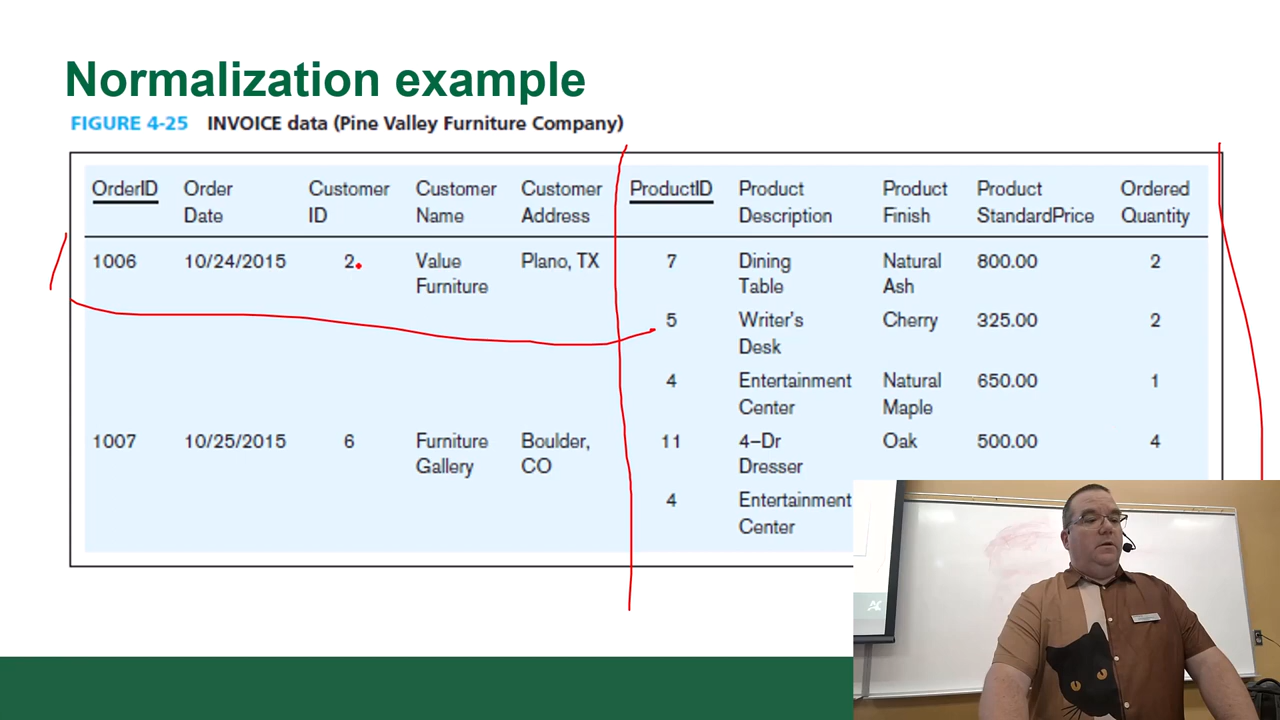 Normalization example
FIGURE 4-25 INVOICE data (Pine Valley Furniture Company)
OrderID Order Date Customer ID Customer Name Customer Address ProductID Product Description Product Finish Product StandardPrice Ordered Quantity
1006 10/24/2015 2 Value Furniture Plano, TX 7 Dining Table Natural Ash 800.00 2
5 Writer's Desk Cherry 325.00 2
4 Entertainment Center Natural Maple 650.00 1
1007 10/25/2015 6 Furniture Gallery Boulder, CO 11 4–Dr Dresser Oak 500.00 4
4 Entertainment Center